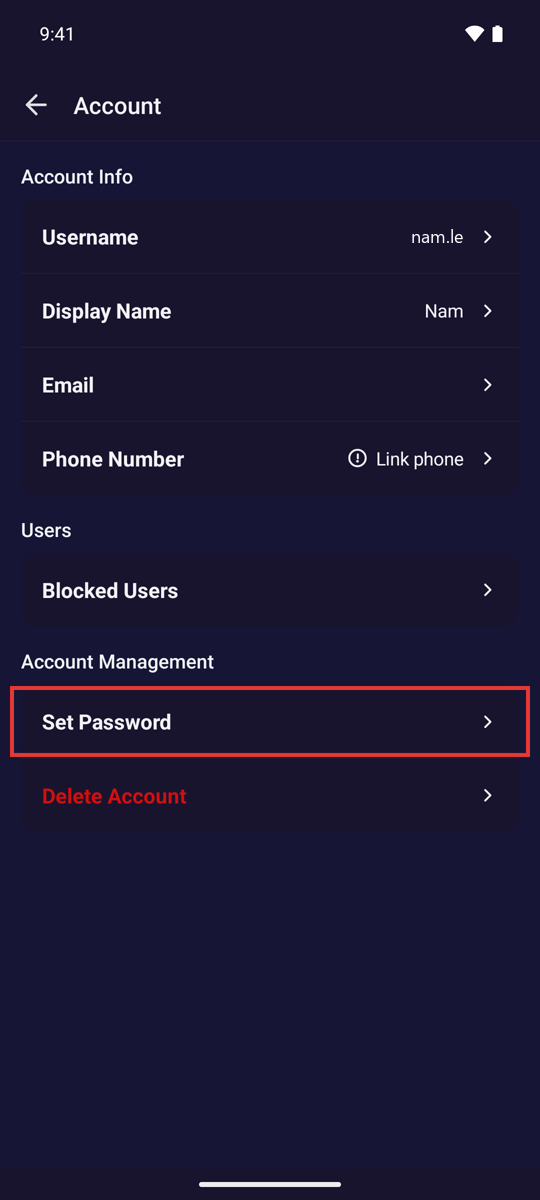 9:41
Account
Account Info
Username nam.le
Display Name Nam
Email
Phone Number Link phone
Users
Blocked Users
Account Management
Set Password
Delete Account